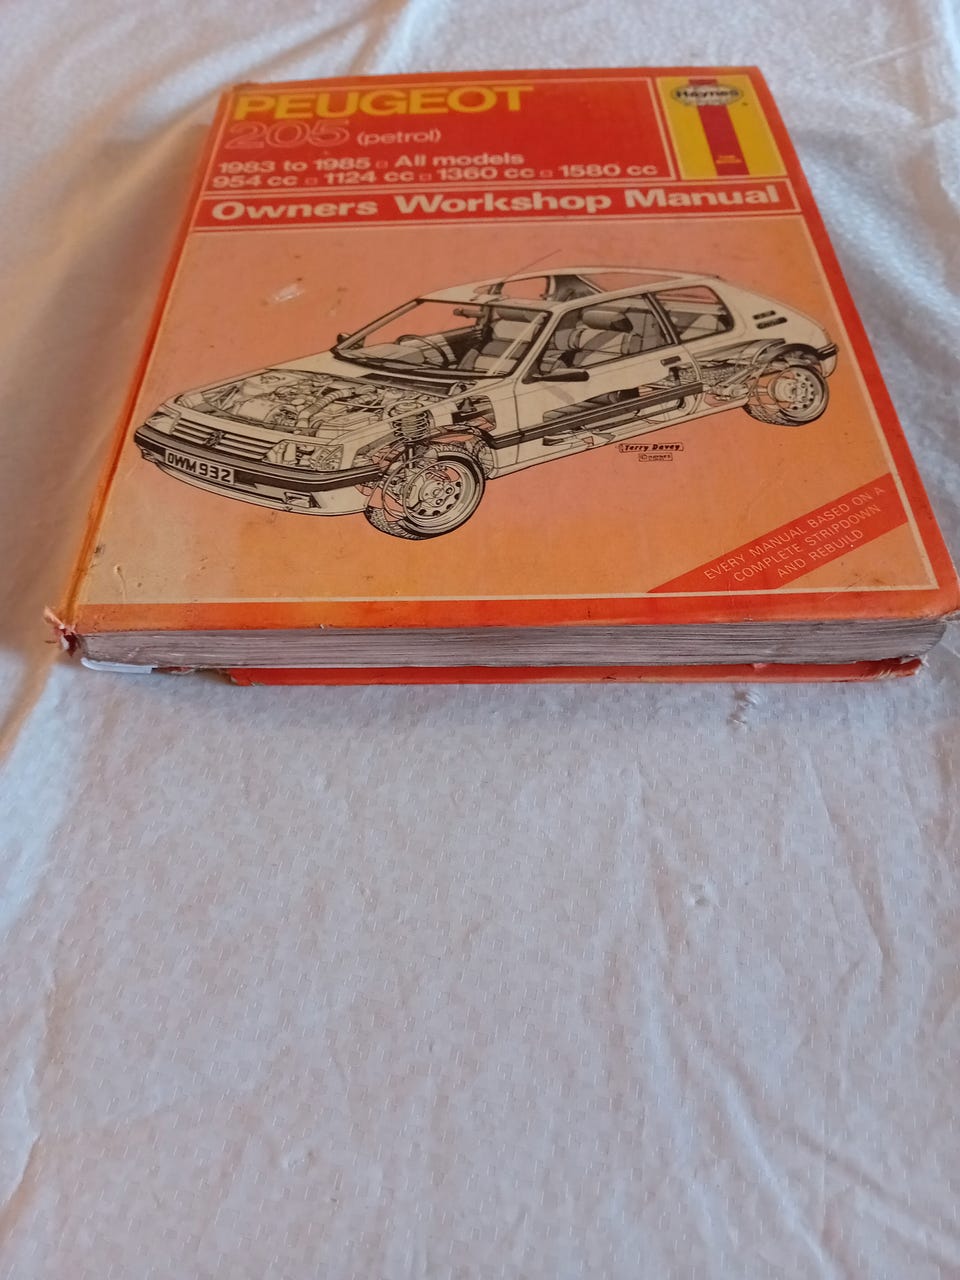 PEUGEOT
205 (petrol)
1983 to 1985 □ All models
954 cc □ 1124 cc □ 1360 cc □ 1580 cc
Haynes
Owners Workshop Manual
OWM 932
Terry Davey
© HAYNES
EVERY MANUAL BASED ON A
COMPLETE STRIPDOWN
AND REBUILD